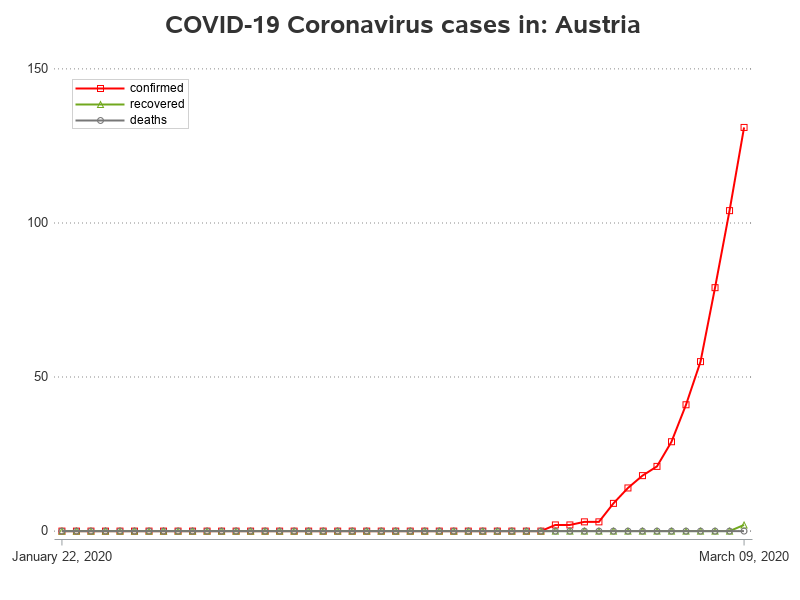 COVID-19 Coronavirus cases in: Austria
150
confirmed
recovered
deaths
100
50
0
January 22, 2020
March 09, 2020